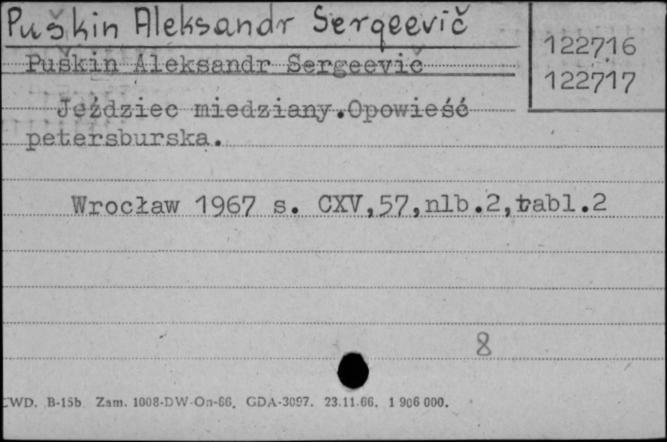 Puškin Aleksandr Sergeevič
122716
Puškin Aleksandr Sergeevič
122717
Jeździec miedziany.Opowieść
petersburska.
Wrocław 1967 s. CXV,57,nlb.2,tabl.2
8
CWD. B-15b Zam. 1008-DW-On-66. GDA-3097. 23.11.66. 1 906 000.